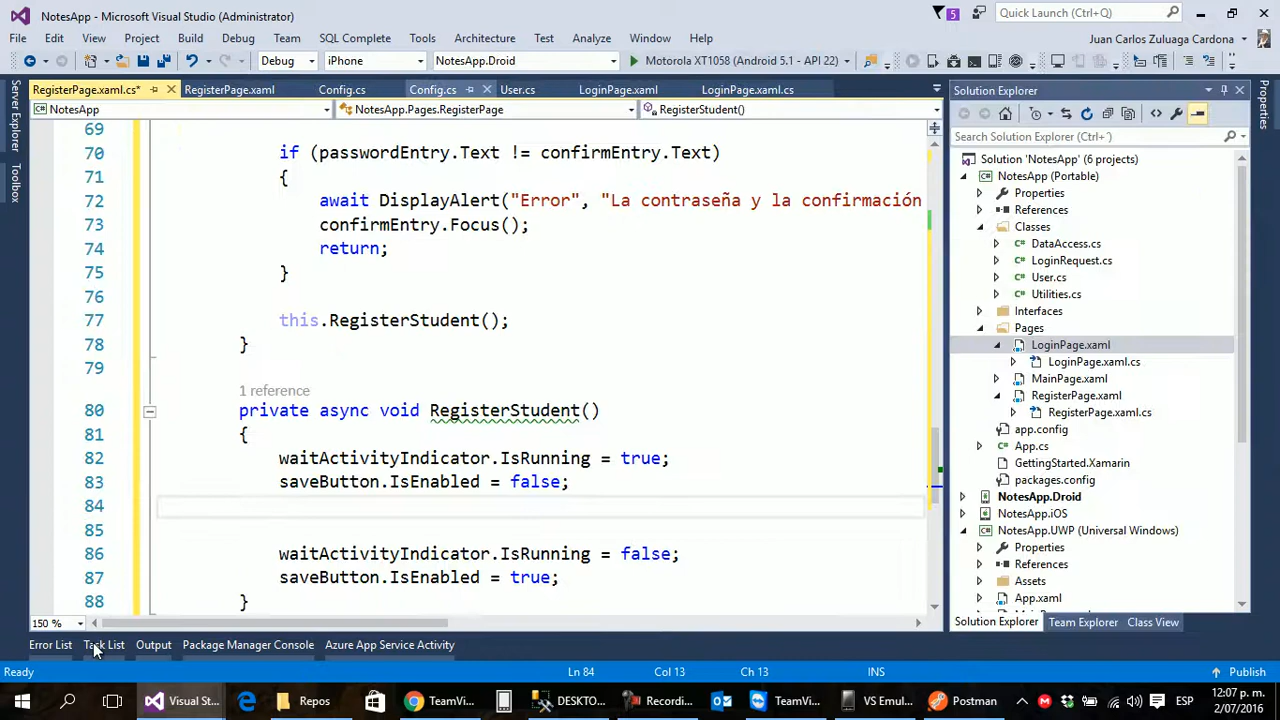 NotesApp - Microsoft Visual Studio (Administrator)
5
Quick Launch (Ctrl+Q)
File Edit View Project Build Debug Team SQL Complete Tools Architecture Test Analyze Window Help
Juan Carlos Zuluaga Cardona
Debug iPhone NotesApp.Droid Motorola XT1058 (Android 5.1 - API 22)
RegisterPage.xaml.cs* RegisterPage.xaml Config.cs Config.cs User.cs LoginPage.xaml LoginPage.xaml.cs
NotesApp NotesApp.Pages.RegisterPage RegisterStudent()
Server Explorer
Toolbox
69
70 if (passwordEntry.Text != confirmEntry.Text)
71 {
72 await DisplayAlert("Error", "La contraseña y la confirmación
73 confirmEntry.Focus();
74 return;
75 }
76
77 this.RegisterStudent();
78 }
79
1 reference
80 private async void RegisterStudent()
81 {
82 waitActivityIndicator.IsRunning = true;
83 saveButton.IsEnabled = false;
84
85
86 waitActivityIndicator.IsRunning = false;
87 saveButton.IsEnabled = true;
88 }
150 %
Solution Explorer
Search Solution Explorer (Ctrl+')
Solution 'NotesApp' (6 projects)
NotesApp (Portable)
Properties
References
Classes
DataAccess.cs
LoginRequest.cs
User.cs
Utilities.cs
Interfaces
Pages
LoginPage.xaml
LoginPage.xaml.cs
MainPage.xaml
RegisterPage.xaml
RegisterPage.xaml.cs
app.config
App.cs
GettingStarted.Xamarin
packages.config
NotesApp.Droid
NotesApp.iOS
NotesApp.UWP (Universal Windows)
Properties
References
Assets
App.xaml
Solution Explorer Team Explorer Class View
Properties
Error List Task List Output Package Manager Console Azure App Service Activity
Ready Ln 84 Col 13 Ch 13 INS Publish
Visual St... Repos TeamV... DESKTO... Recordi... TeamVi... VS Emul... Postman
ESP
12:07 p. m.
2/07/2016